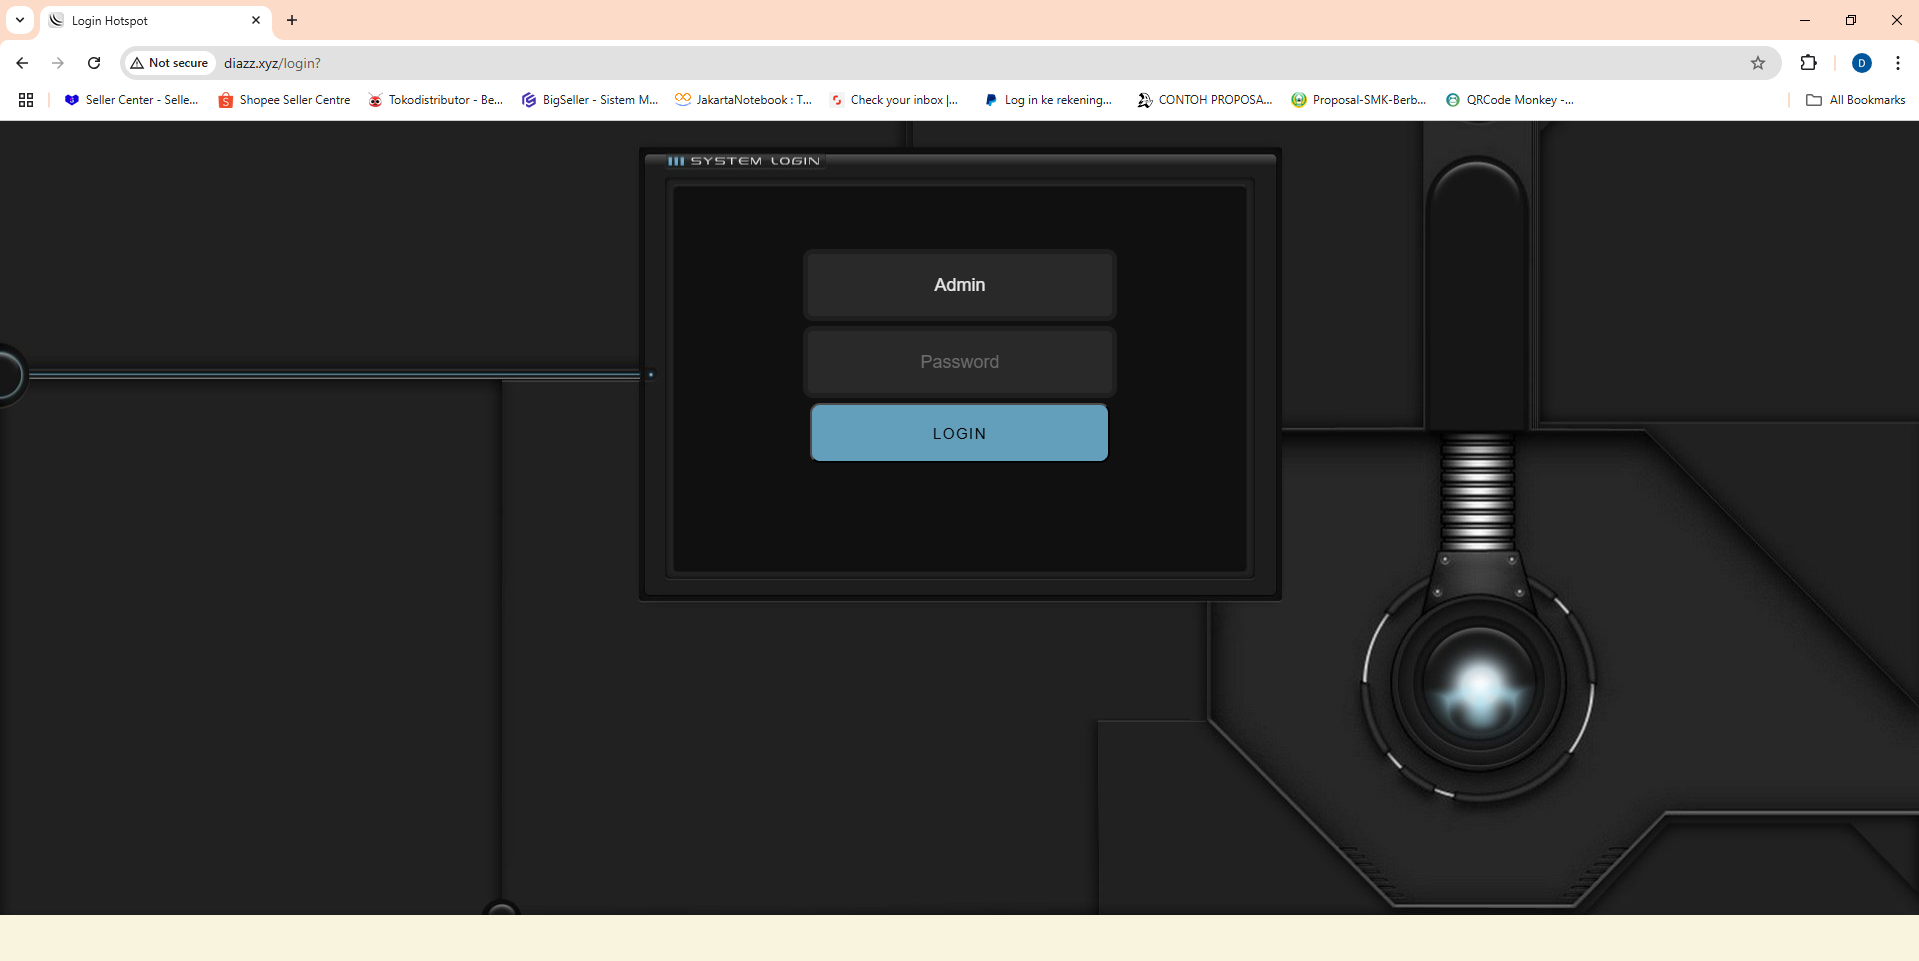 Login Hotspot
Not secure
diazz.xyz/login?
D
Seller Center - Selle...
Shopee Seller Centre
Tokodistributor - Be...
BigSeller - Sistem M...
JakartaNotebook : T...
Check your inbox |...
Log in ke rekening...
CONTOH PROPOSA...
Proposal-SMK-Berb...
QRCode Monkey -...
All Bookmarks
SYSTEM LOGIN
Admin
Password
LOGIN